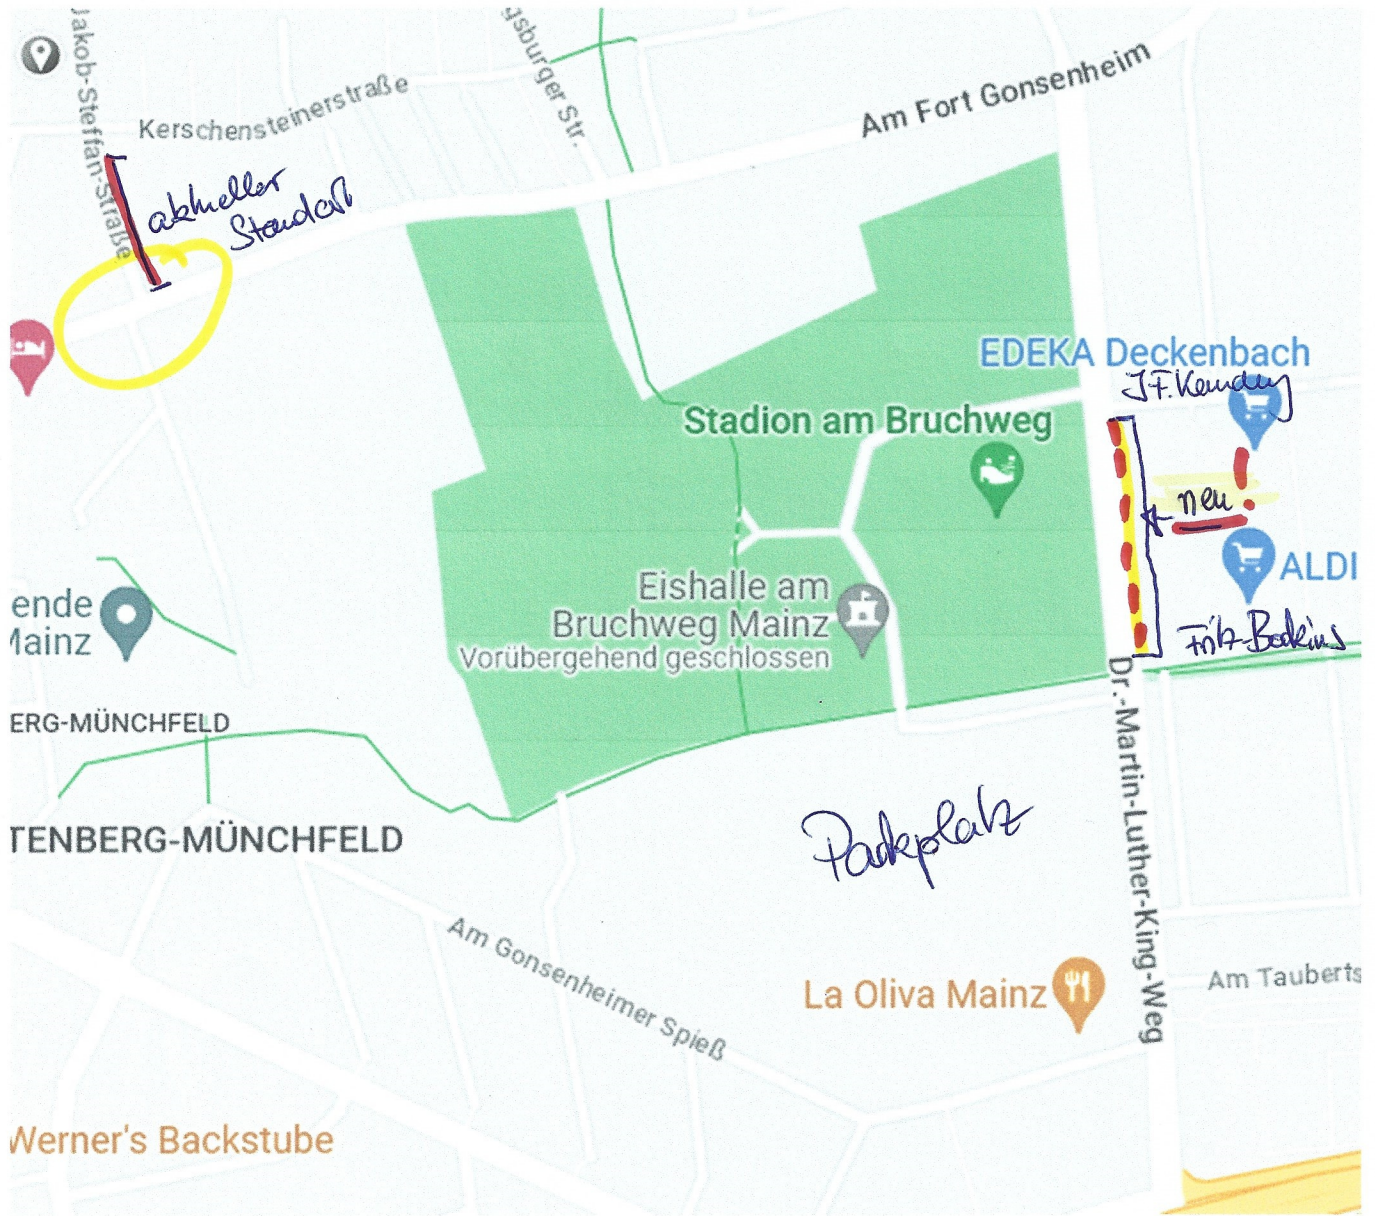 Jakob-Steffan-Straße
gsburger Str.
Kerschensteinerstraße
Am Fort Gonsenheim
aktueller
Standort
EDEKA Deckenbach
J.F. Kennedy
Stadion am Bruchweg
neu !
ALDI
Eishalle am
Bruchweg Mainz
Vorübergehend geschlossen
ende
Mainz
Fritz-Bockius
ERG-MÜNCHFELD
Dr.-Martin-Luther-King-Weg
TENBERG-MÜNCHFELD
Parkplatz
Am Gonsenheimer Spieß
La Oliva Mainz
Am Tauberts
Werner's Backstube